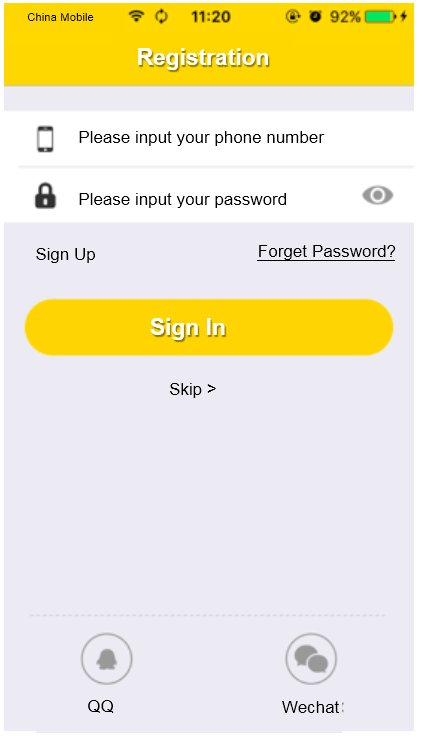 China Mobile 11:20 92%
Registration
Please input your phone number
Please input your password
Sign Up Forget Password?
Sign In
Skip >
QQ Wechat